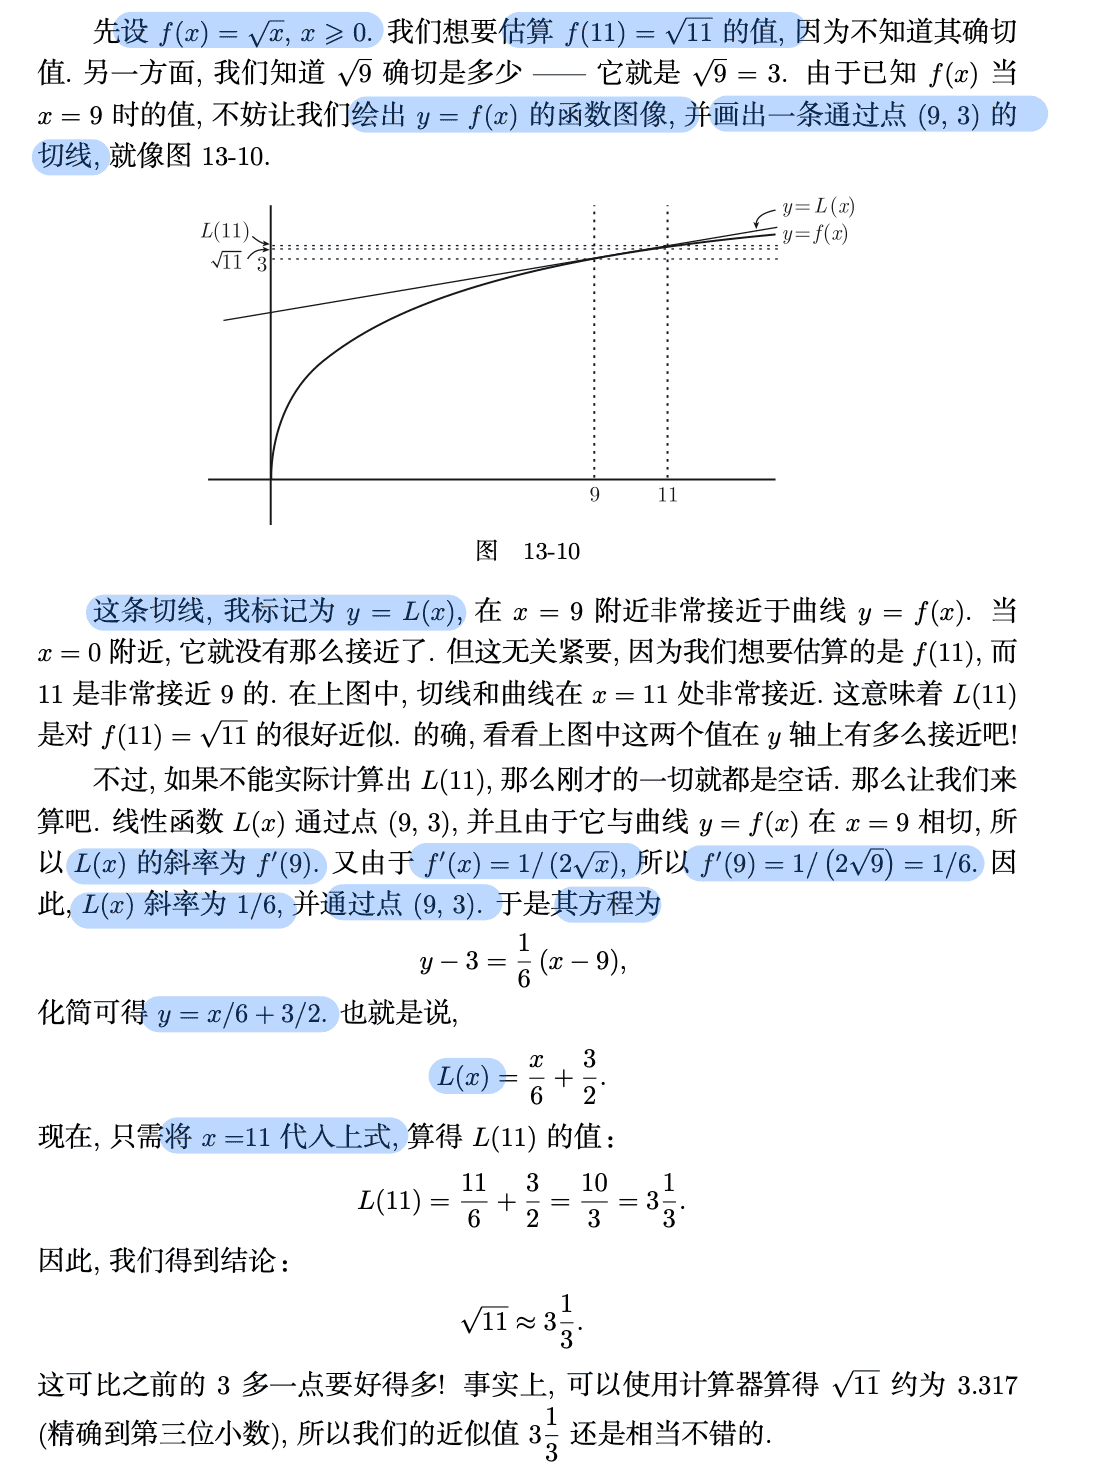 先设 f(x) = √x, x ⩾ 0. 我们想要估算 f(11) = √11 的值, 因为不知道其确切
值. 另一方面, 我们知道 √9 确切是多少 —— 它就是 √9 = 3. 由于已知 f(x) 当
x = 9 时的值, 不妨让我们绘出 y = f(x) 的函数图像, 并画出一条通过点 (9, 3) 的
切线, 就像图 13-10.
y=L(x)
L(11)
y=f(x)
√11 3
9 11
图 13-10
这条切线, 我标记为 y = L(x), 在 x = 9 附近非常接近于曲线 y = f(x). 当
x = 0 附近, 它就没有那么接近了. 但这无关紧要, 因为我们想要估算的是 f(11), 而
11 是非常接近 9 的. 在上图中, 切线和曲线在 x = 11 处非常接近. 这意味着 L(11)
是对 f(11) = √11 的很好近似. 的确, 看看上图中这两个值在 y 轴上有多么接近吧!
不过, 如果不能实际计算出 L(11), 那么刚才的一切就都是空话. 那么让我们来
算吧. 线性函数 L(x) 通过点 (9, 3), 并且由于它与曲线 y = f(x) 在 x = 9 相切, 所
以 L(x) 的斜率为 f′(9). 又由于 f′(x) = 1/(2√x), 所以 f′(9) = 1/(2√9) = 1/6. 因
此, L(x) 斜率为 1/6, 并通过点 (9, 3). 于是其方程为
y − 3 = 1/6 (x − 9),
化简可得 y = x/6 + 3/2. 也就是说,
L(x) = x/6 + 3/2.
现在, 只需将 x =11 代入上式, 算得 L(11) 的值:
L(11) = 11/6 + 3/2 = 10/3 = 3 1/3.
因此, 我们得到结论:
√11 ≈ 3 1/3.
这可比之前的 3 多一点要好得多! 事实上, 可以使用计算器算得 √11 约为 3.317
(精确到第三位小数), 所以我们的近似值 3 1/3 还是相当不错的.